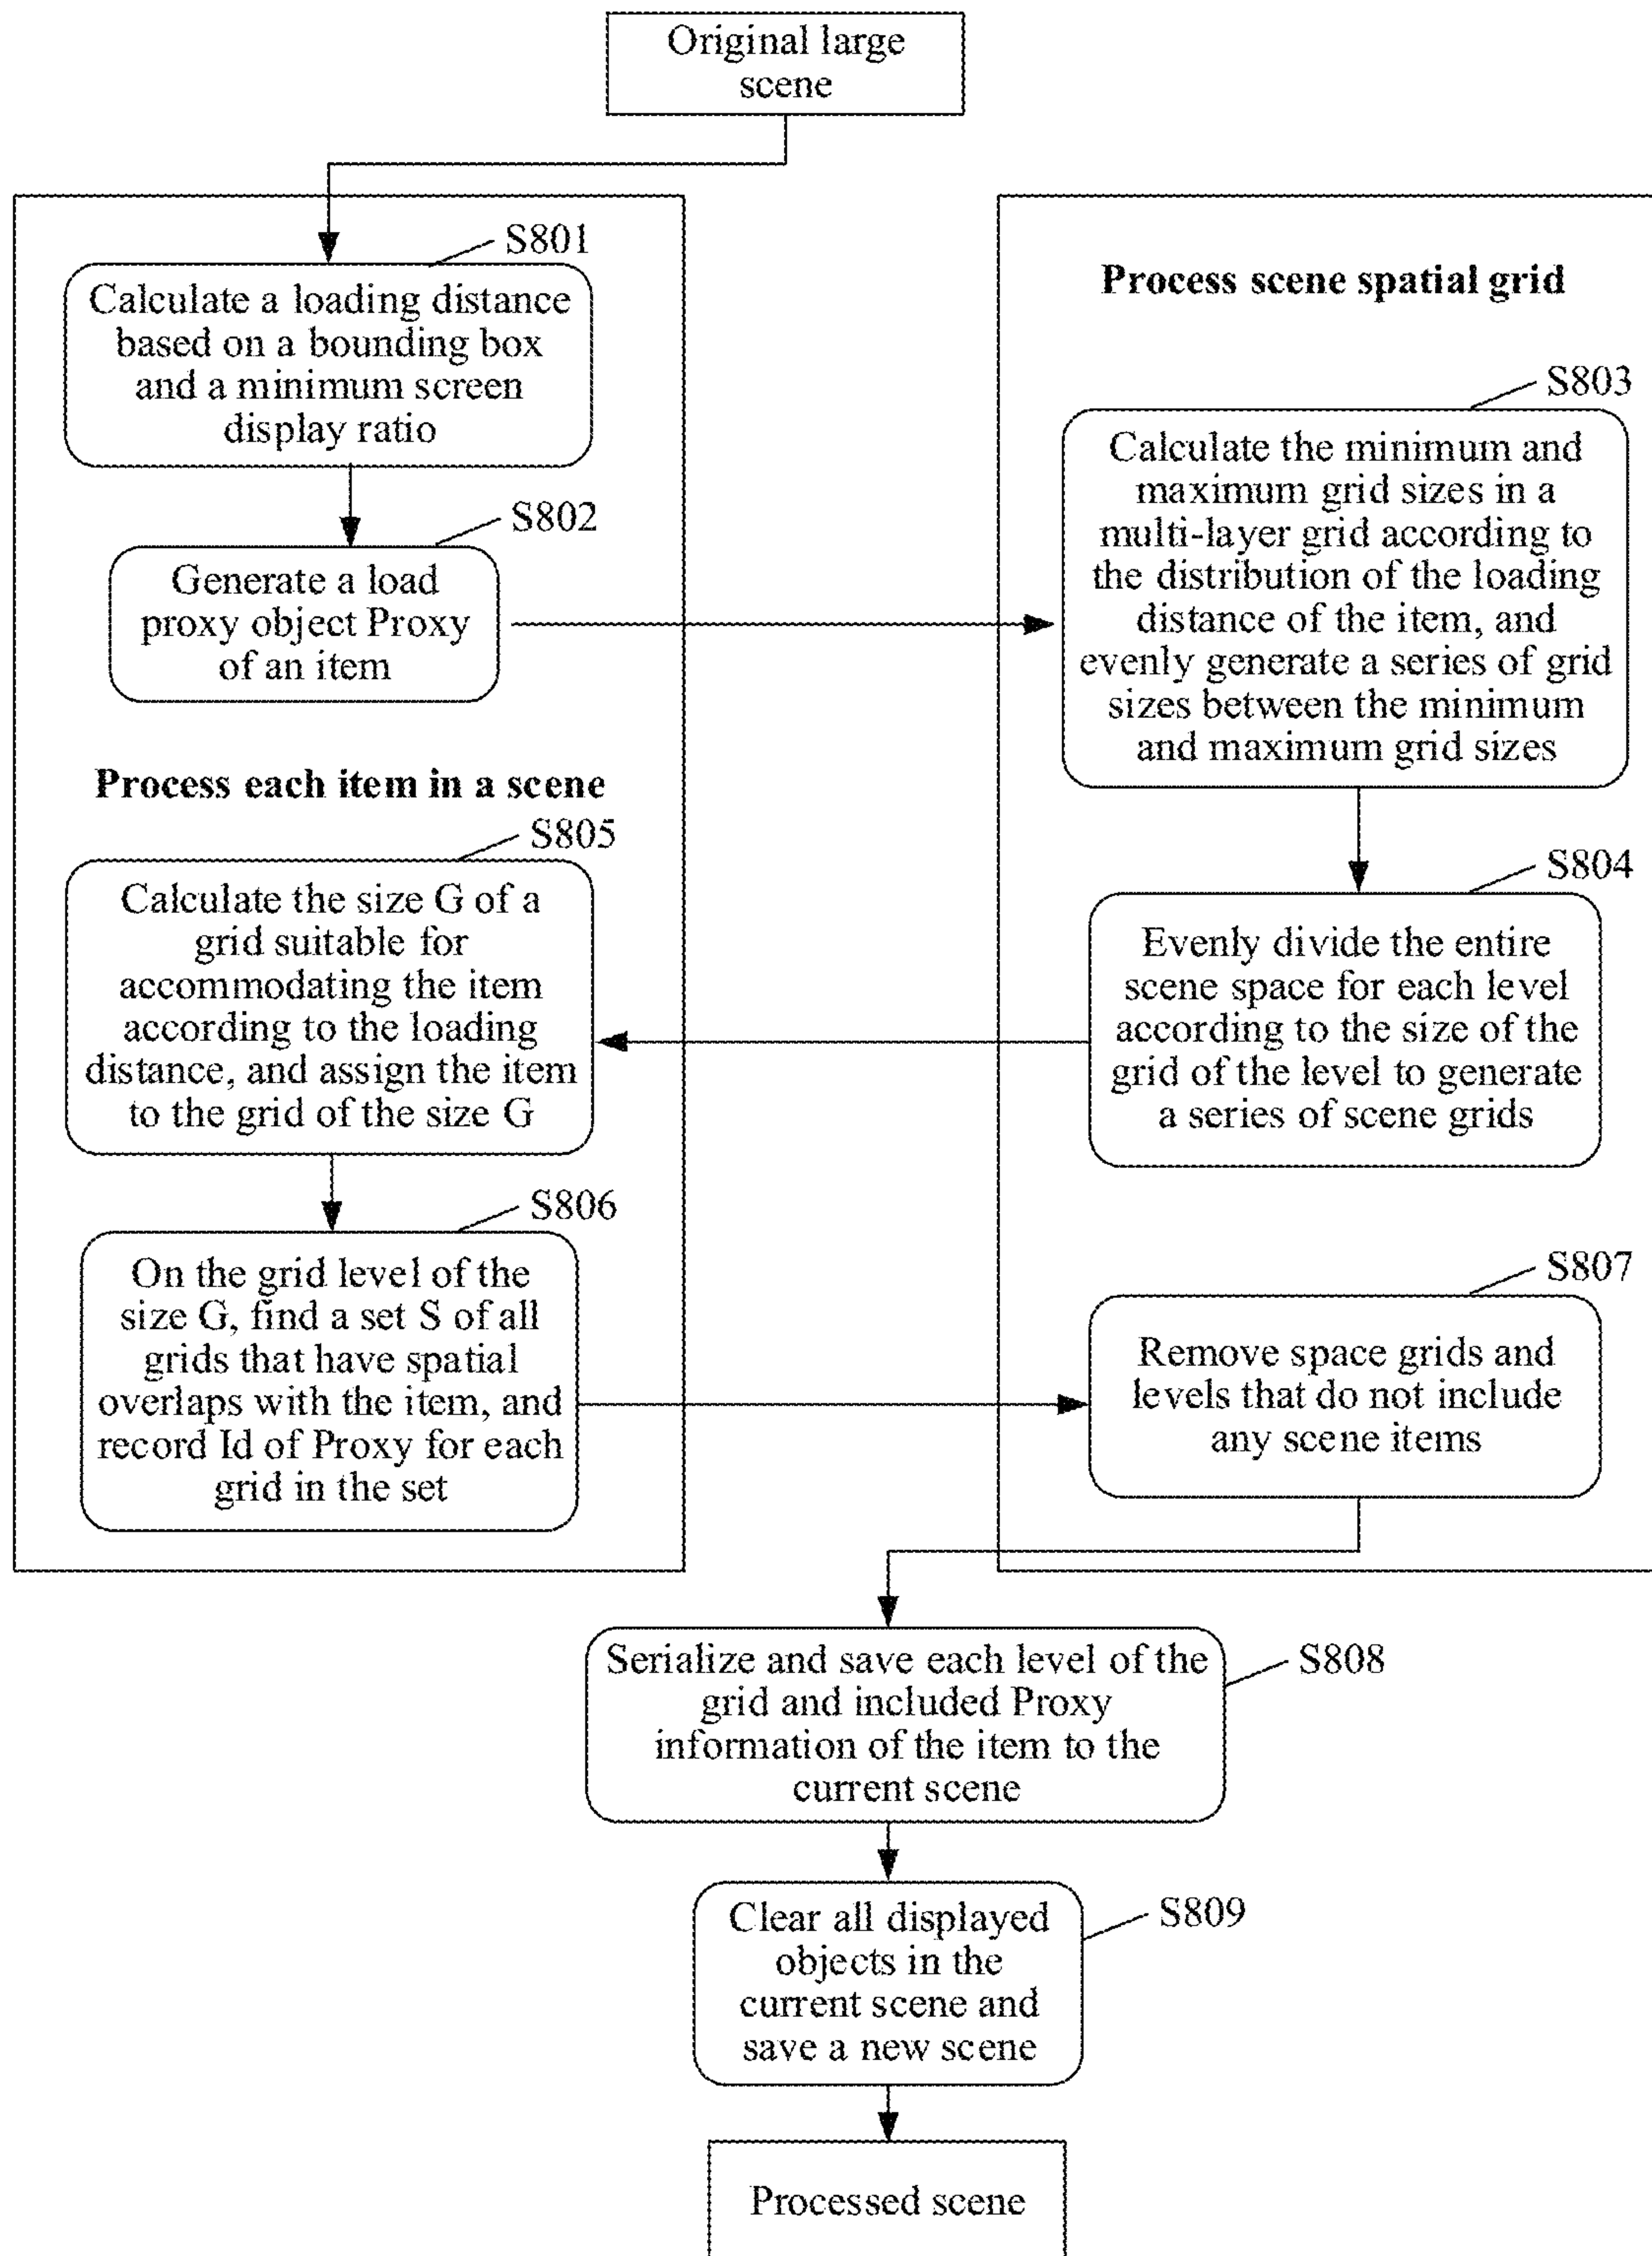 Original large
scene
S801
Calculate a loading distance
based on a bounding box
and a minimum screen
display ratio
S802
Generate a load
proxy object Proxy
of an item
Process scene spatial grid
S803
Calculate the minimum and
maximum grid sizes in a
multi-layer grid according to
the distribution of the loading
distance of the item, and
evenly generate a series of grid
sizes between the minimum
and maximum grid sizes
S804
Evenly divide the entire
scene space for each level
according to the size of the
grid of the level to generate
a series of scene grids
Process each item in a scene
S805
Calculate the size G of a
grid suitable for
accommodating the item
according to the loading
distance, and assign the item
to the grid of the size G
S806
On the grid level of the
size G, find a set S of all
grids that have spatial
overlaps with the item, and
record Id of Proxy for each
grid in the set
S807
Remove space grids and
levels that do not include
any scene items
S808
Serialize and save each level of the
grid and included Proxy
information of the item to the
current scene
S809
Clear all displayed
objects in the
current scene and
save a new scene
Processed scene